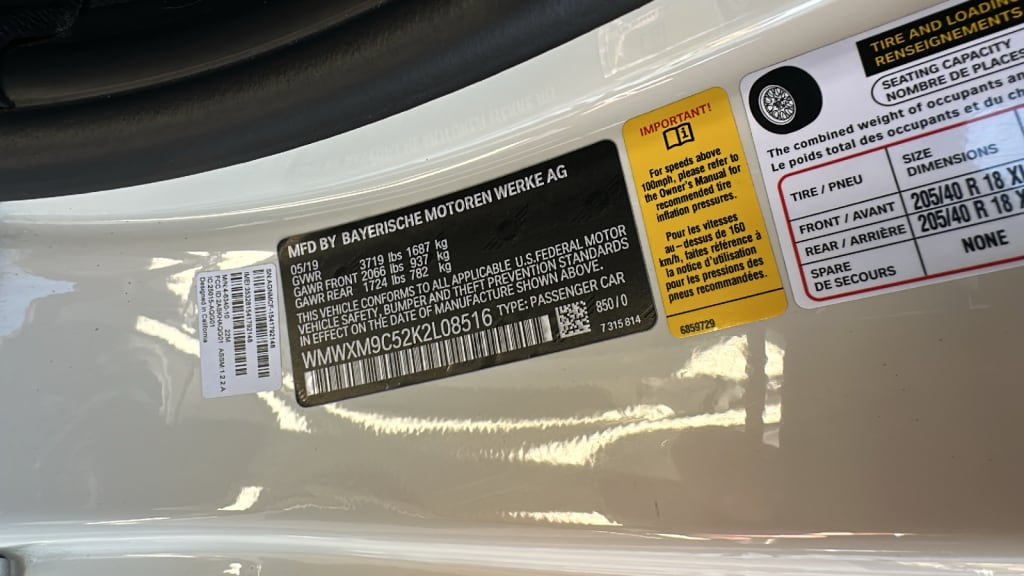 MFD BY BAYERISCHE MOTOREN WERKE AG
05/19
GVWR 3719 lbs 1687 kg
GAWR FRONT 2066 lbs 937 kg
GAWR REAR 1724 lbs 782 kg
THIS VEHICLE CONFORMS TO ALL APPLICABLE U.S.FEDERAL MOTOR
VEHICLE SAFETY, BUMPER AND THEFT PREVENTION STANDARDS
IN EFFECT ON THE DATE OF MANUFACTURE SHOWN ABOVE.
WMWXM9C52K2L08516 TYPE: PASSENGER CAR
850 / 0
7 315 814
Designed in California
IMPORTANT!
For speeds above
100mph, please refer to
the Owner's Manual for
recommended tire
inflation pressures.
Pour les vitesses
au – dessus de 160
km/h, faites référence à
la notice d'utilisation
pour les pressions des
pneus recommandées.
6859729
TIRE AND LOADING
RENSEIGNEMENTS
SEATING CAPACITY
NOMBRE DE PLACES
The combined weight of occupants an
Le poids total des occupants et du ch
TIRE / PNEU SIZE
DIMENSIONS
FRONT / AVANT 205/40 R 18 X
REAR / ARRIÈRE 205/40 R 18 X
SPARE
DE SECOURS NONE